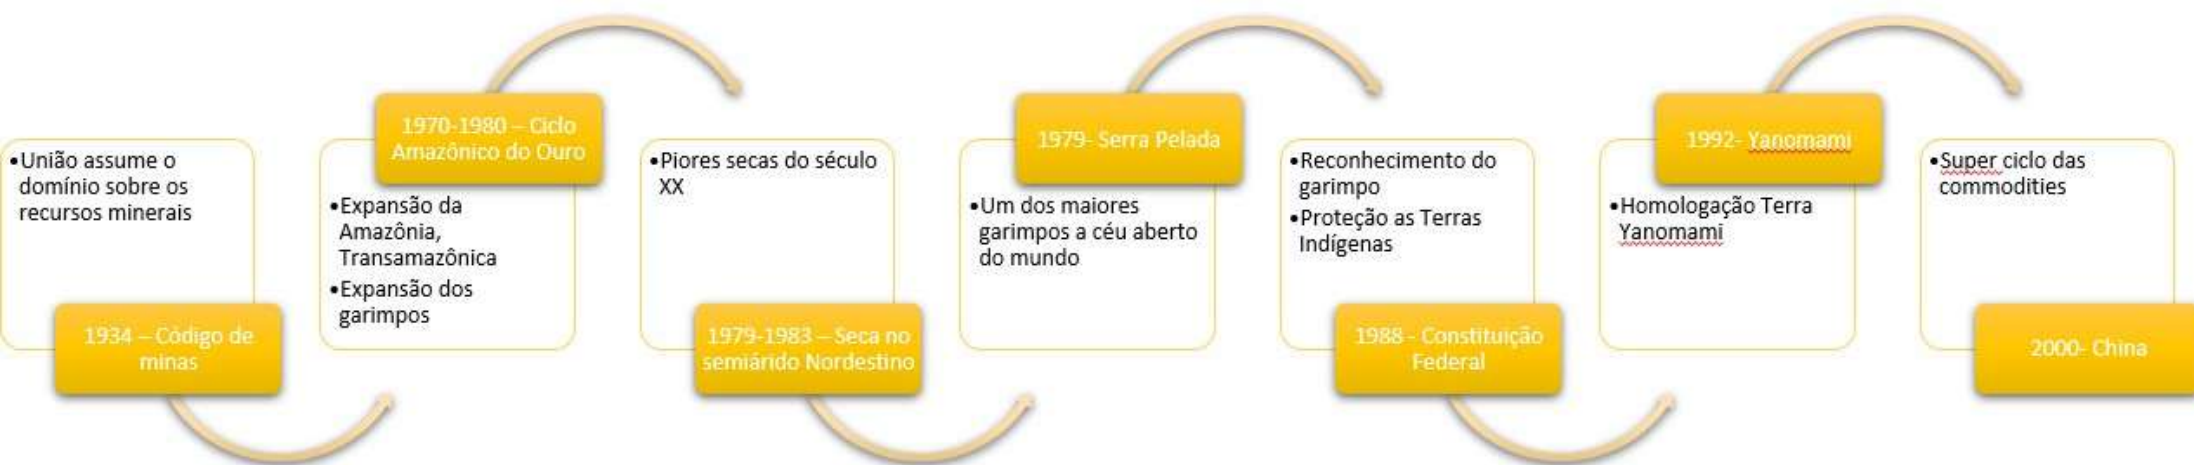 •União assume o
domínio sobre os
recursos minerais
1934 – Código de
minas
1970-1980 – Ciclo
Amazônico do Ouro
•Expansão da
Amazônia,
Transamazônica
•Expansão dos
garimpos
•Piores secas do século
XX
1979-1983 – Seca no
semiárido Nordestino
1979- Serra Pelada
•Um dos maiores
garimpos a céu aberto
do mundo
•Reconhecimento do
garimpo
•Proteção as Terras
Indígenas
1988 - Constituição
Federal
1992- Yanomami
•Homologação Terra
Yanomami
•Super ciclo das
commodities
2000- China